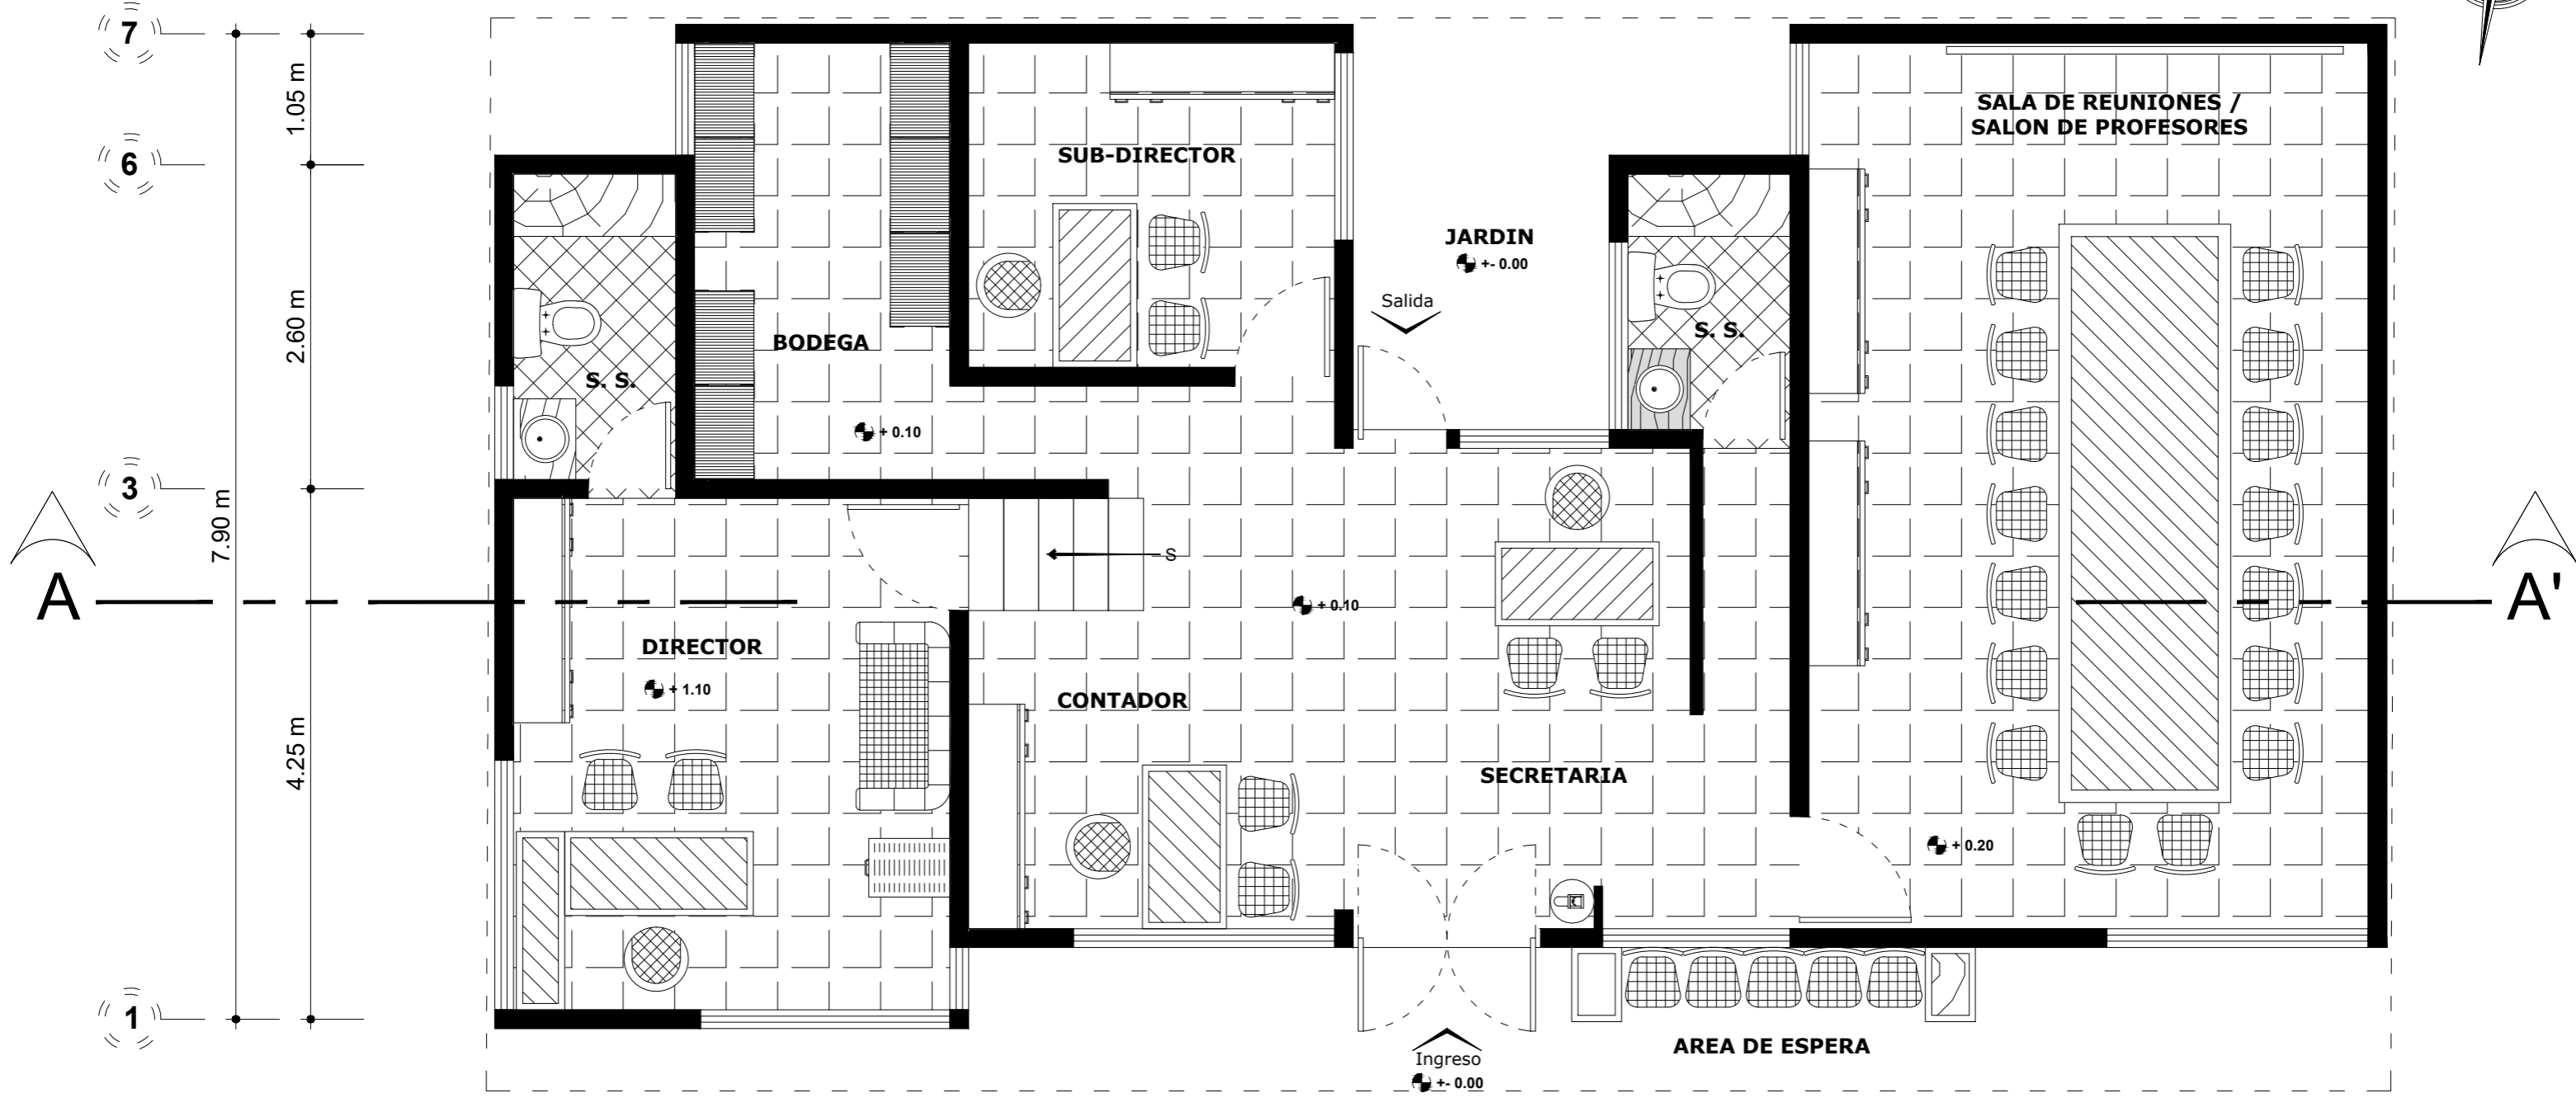 7
1.05 m
SALA DE REUNIONES /
SALON DE PROFESORES
6
SUB-DIRECTOR
JARDIN
+- 0.00
Salida
2.60 m
BODEGA
S. S.
S. S.
+ 0.10
3
7.90 m
S
A
+ 0.10
A'
DIRECTOR
+ 1.10
CONTADOR
4.25 m
SECRETARIA
+ 0.20
1
AREA DE ESPERA
Ingreso
+- 0.00